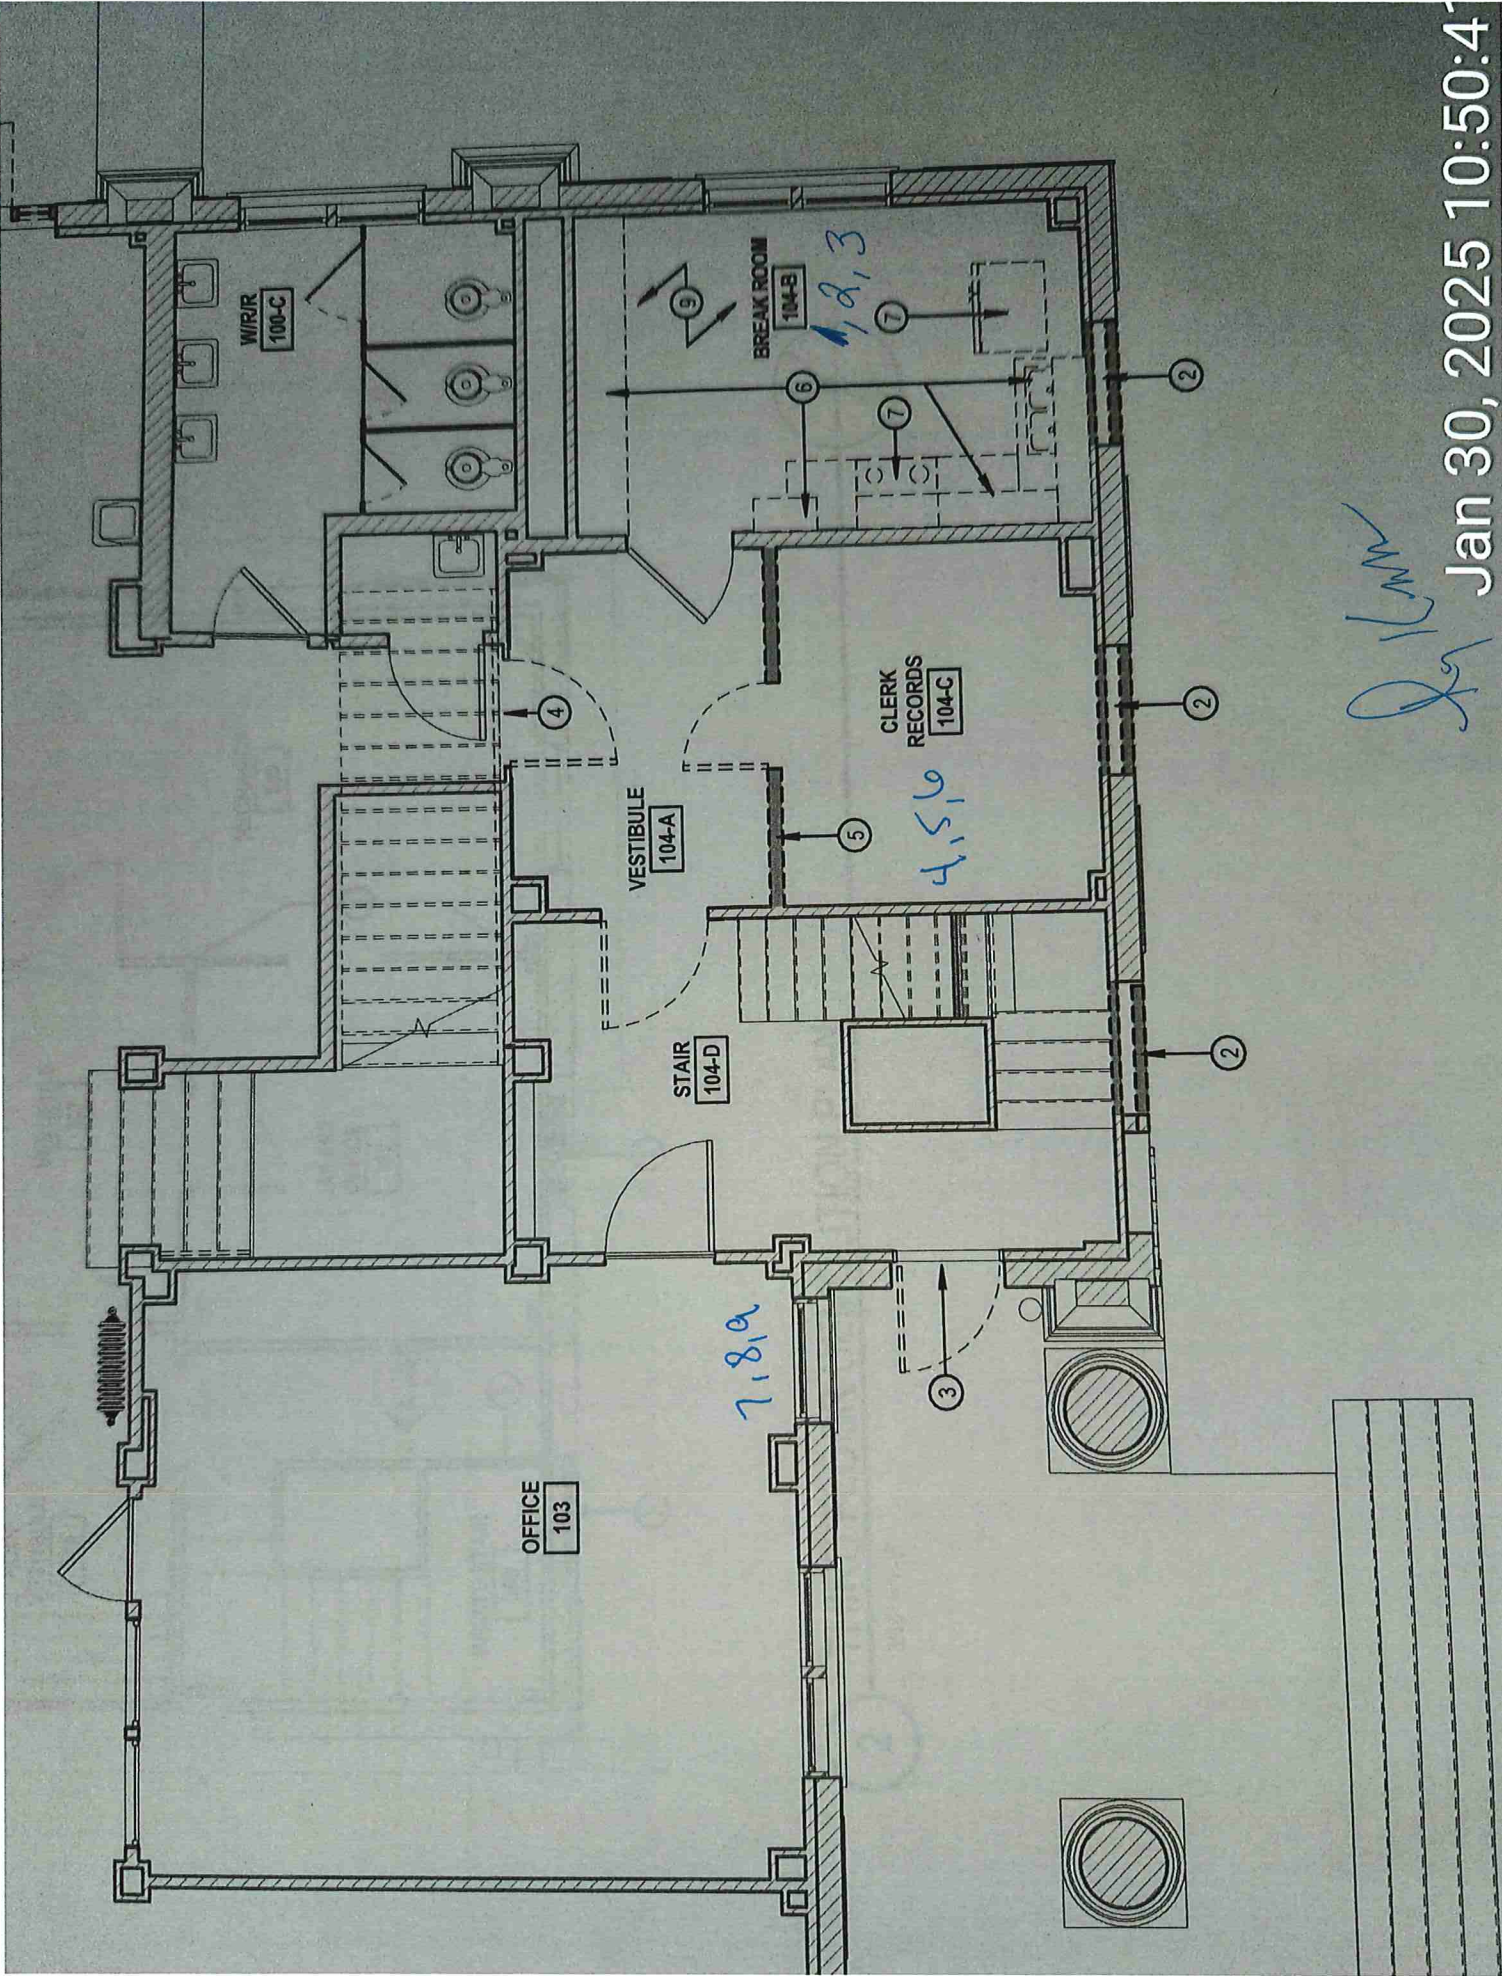 W/R/R
100-C
BREAK ROOM
104-B
1, 2, 3
9
7
6
7
2
4
VESTIBULE
104-A
CLERK
RECORDS
104-C
4, 5, 6
5
2
STAIR
104-D
2
3
OFFICE
103
7, 8, 9
2
Jan 30, 2025 10:50:4